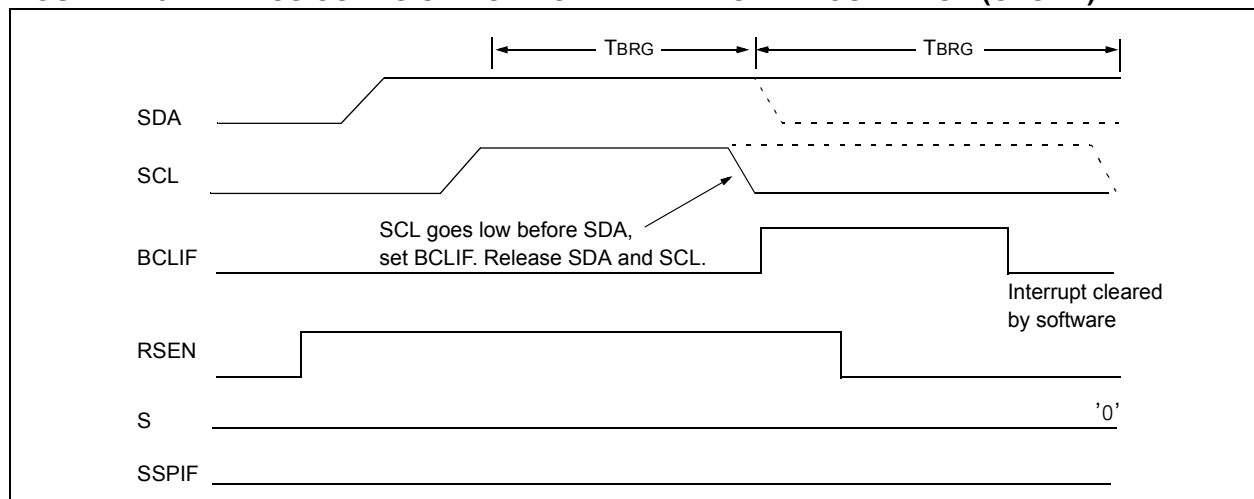 TBRG TBRG
SDA
SCL
SCL goes low before SDA,
set BCLIF. Release SDA and SCL.
BCLIF
Interrupt cleared
by software
RSEN
S '0'
SSPIF